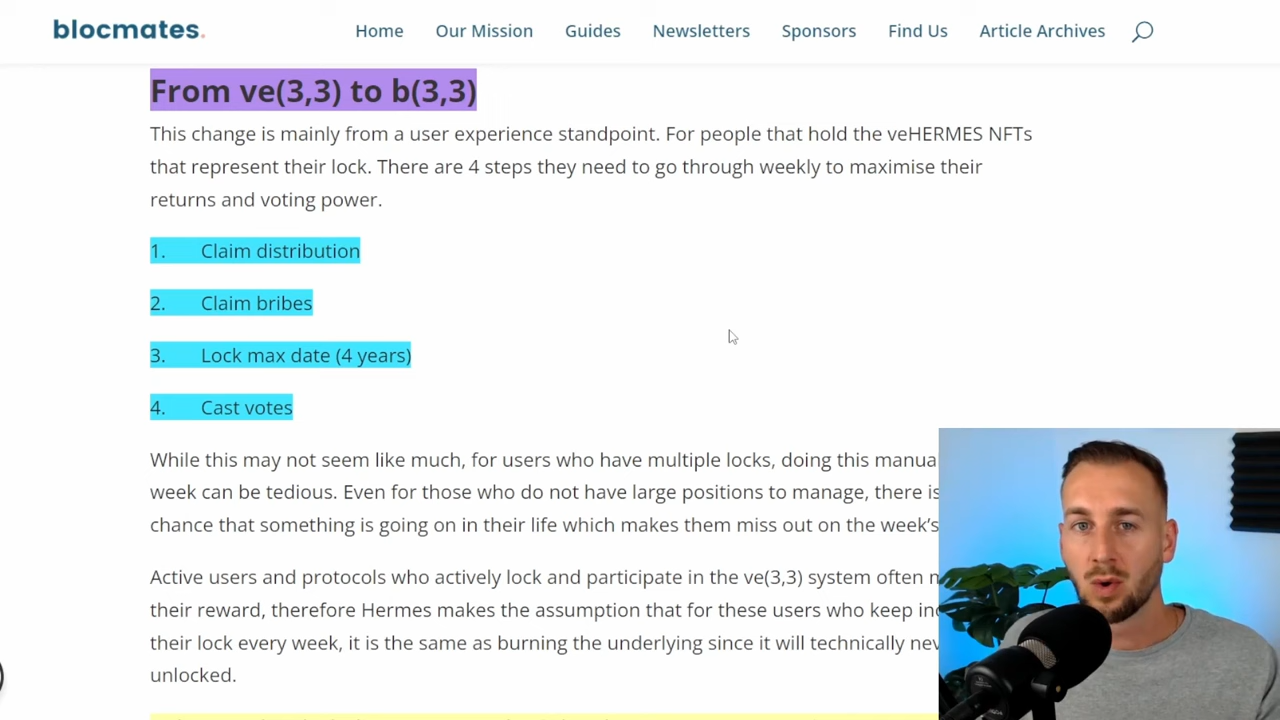 blocmates.
Home Our Mission Guides Newsletters Sponsors Find Us Article Archives
From ve(3,3) to b(3,3)
This change is mainly from a user experience standpoint. For people that hold the veHERMES NFTs
that represent their lock. There are 4 steps they need to go through weekly to maximise their
returns and voting power.
1. Claim distribution
2. Claim bribes
3. Lock max date (4 years)
4. Cast votes
While this may not seem like much, for users who have multiple locks, doing this
week can be tedious. Even for those who do not have large positions to manage, there is
chance that something is going on in their life which makes them miss out on the week's
Active users and protocols who actively lock and participate in the ve(3,3) system often
their reward, therefore Hermes makes the assumption that for these users who keep
their lock every week, it is the same as burning the underlying since it will technically
unlocked.